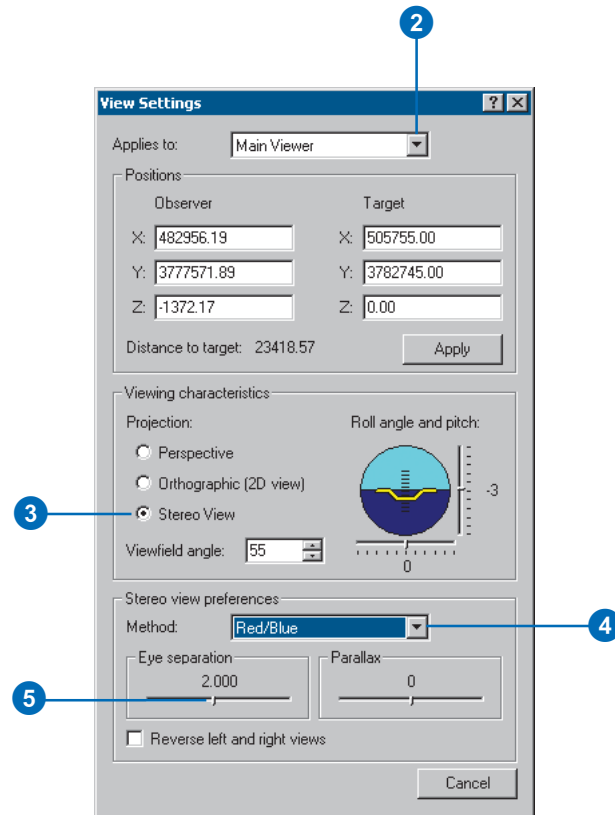 2
View Settings
Applies to: Main Viewer
Positions
Observer Target
X: 482956.19 X: 505755.00
Y: 3777571.89 Y: 3782745.00
Z: -1372.17 Z: 0.00
Distance to target: 23418.57 Apply
Viewing characteristics
Projection: Roll angle and pitch:
Perspective
Orthographic (2D view) -3
3 Stereo View
Viewfield angle: 55 0
Stereo view preferences
Method: Red/Blue 4
Eye separation Parallax
2.000 0
5
Reverse left and right views
Cancel